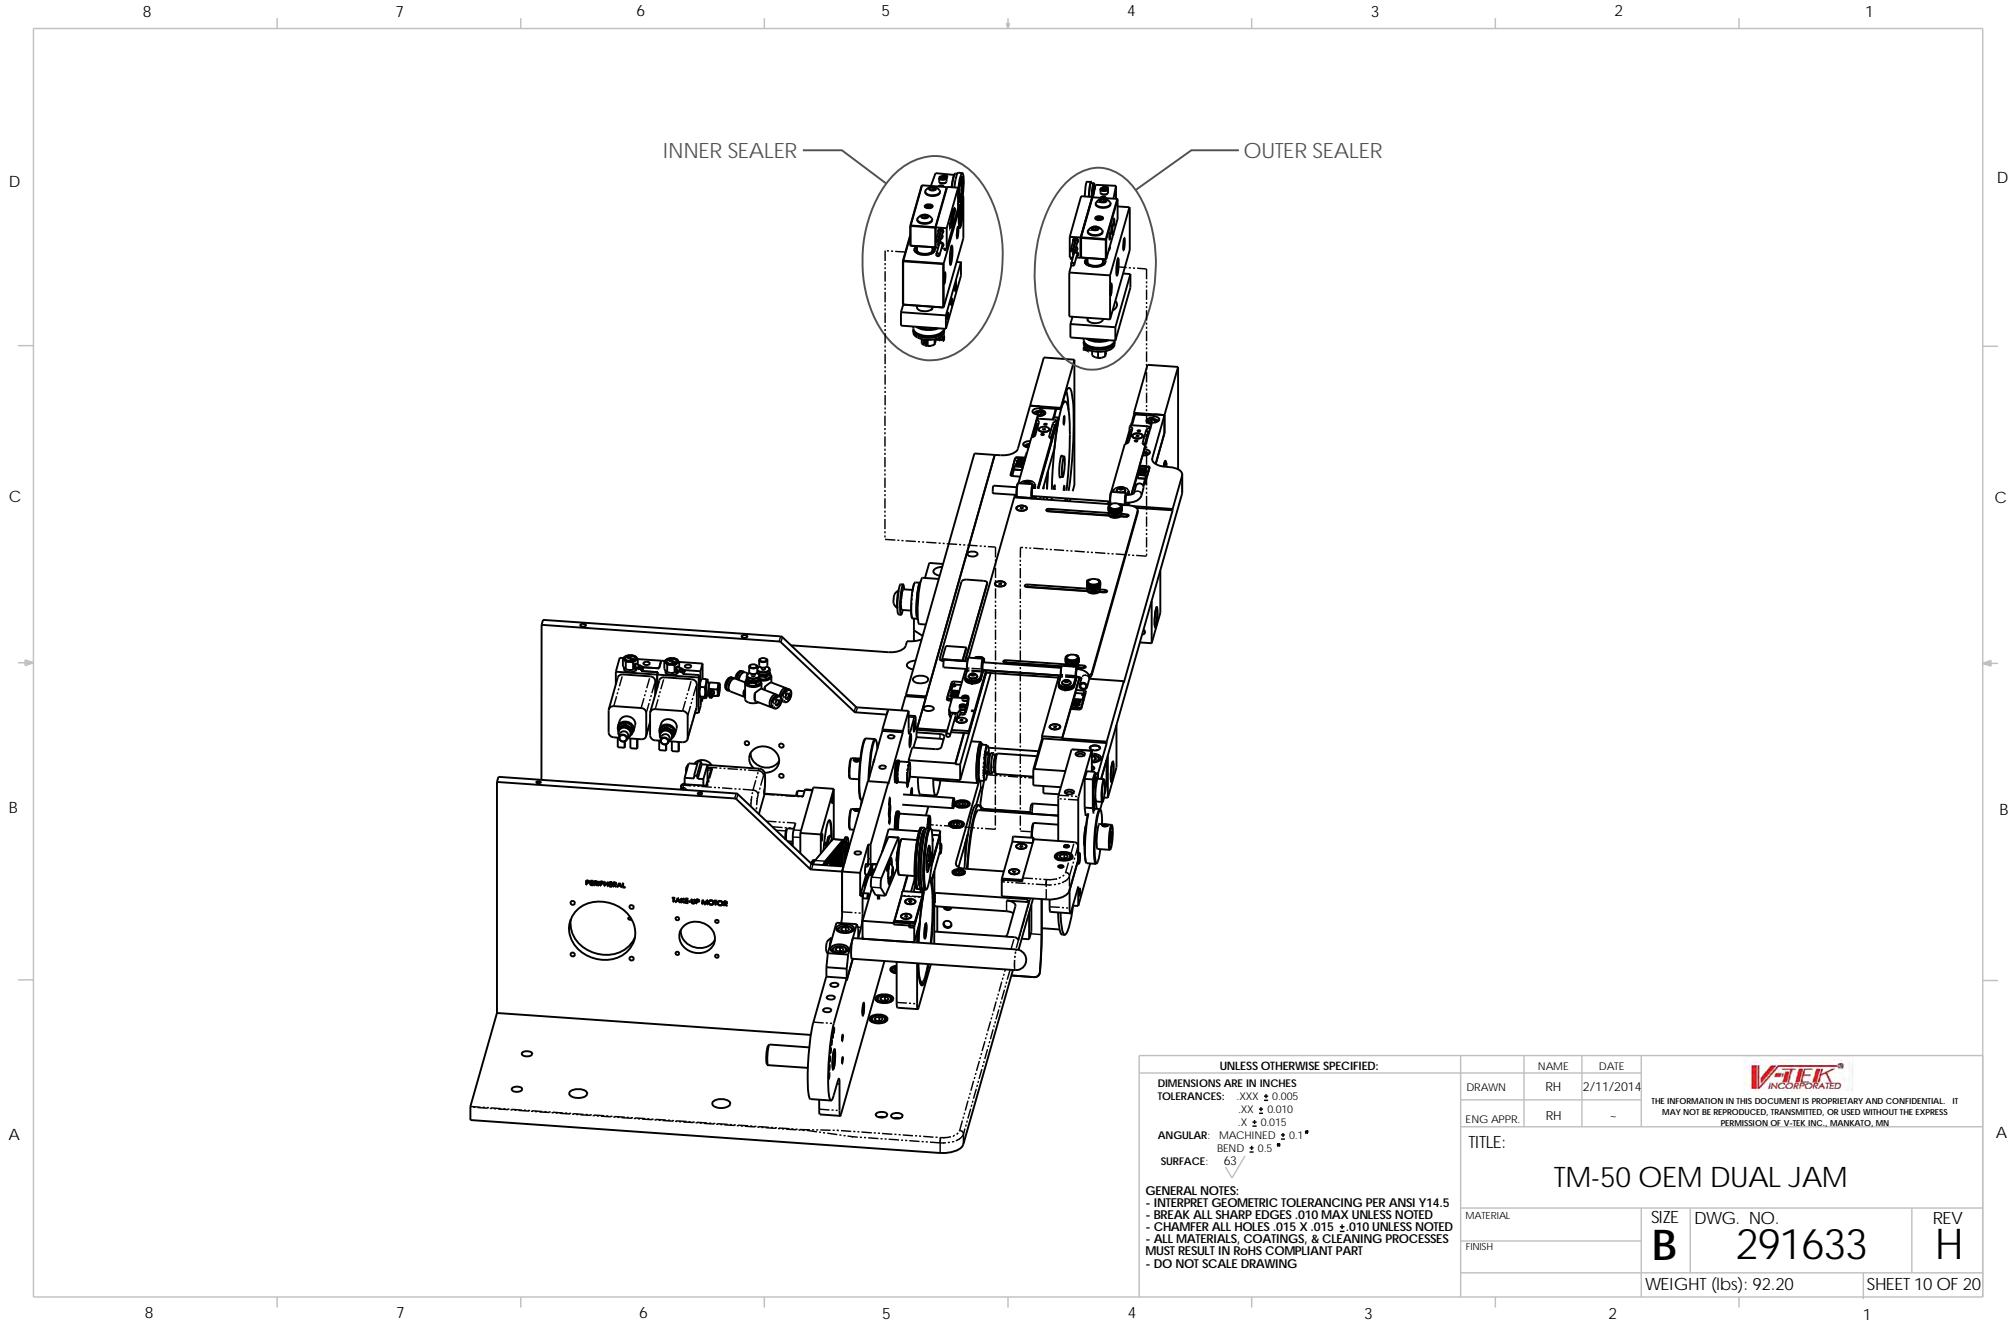 8 7 6 5 4 3 2 1
D D
C C
B B
A A
INNER SEALER
OUTER SEALER
PERIPHERAL
TAKE-UP MOTOR
UNLESS OTHERWISE SPECIFIED:
DIMENSIONS ARE IN INCHES
TOLERANCES: .XXX ± 0.005
.XX ± 0.010
.X ± 0.015
ANGULAR: MACHINED ± 0.1°
BEND ± 0.5 °
SURFACE: 63
GENERAL NOTES:
- INTERPRET GEOMETRIC TOLERANCING PER ANSI Y14.5
- BREAK ALL SHARP EDGES .010 MAX UNLESS NOTED
- CHAMFER ALL HOLES .015 X .015 ±.010 UNLESS NOTED
- ALL MATERIALS, COATINGS, & CLEANING PROCESSES
MUST RESULT IN RoHS COMPLIANT PART
- DO NOT SCALE DRAWING
NAME DATE
DRAWN RH 2/11/2014
ENG APPR. RH ~
V-TEK®
INCORPORATED
THE INFORMATION IN THIS DOCUMENT IS PROPRIETARY AND CONFIDENTIAL. IT
MAY NOT BE REPRODUCED, TRANSMITTED, OR USED WITHOUT THE EXPRESS
PERMISSION OF V-TEK INC., MANKATO, MN
TITLE:
TM-50 OEM DUAL JAM
MATERIAL
FINISH
SIZE
B
DWG. NO.
291633
REV
H
WEIGHT (lbs): 92.20
SHEET 10 OF 20
8 7 6 5 4 3 2 1